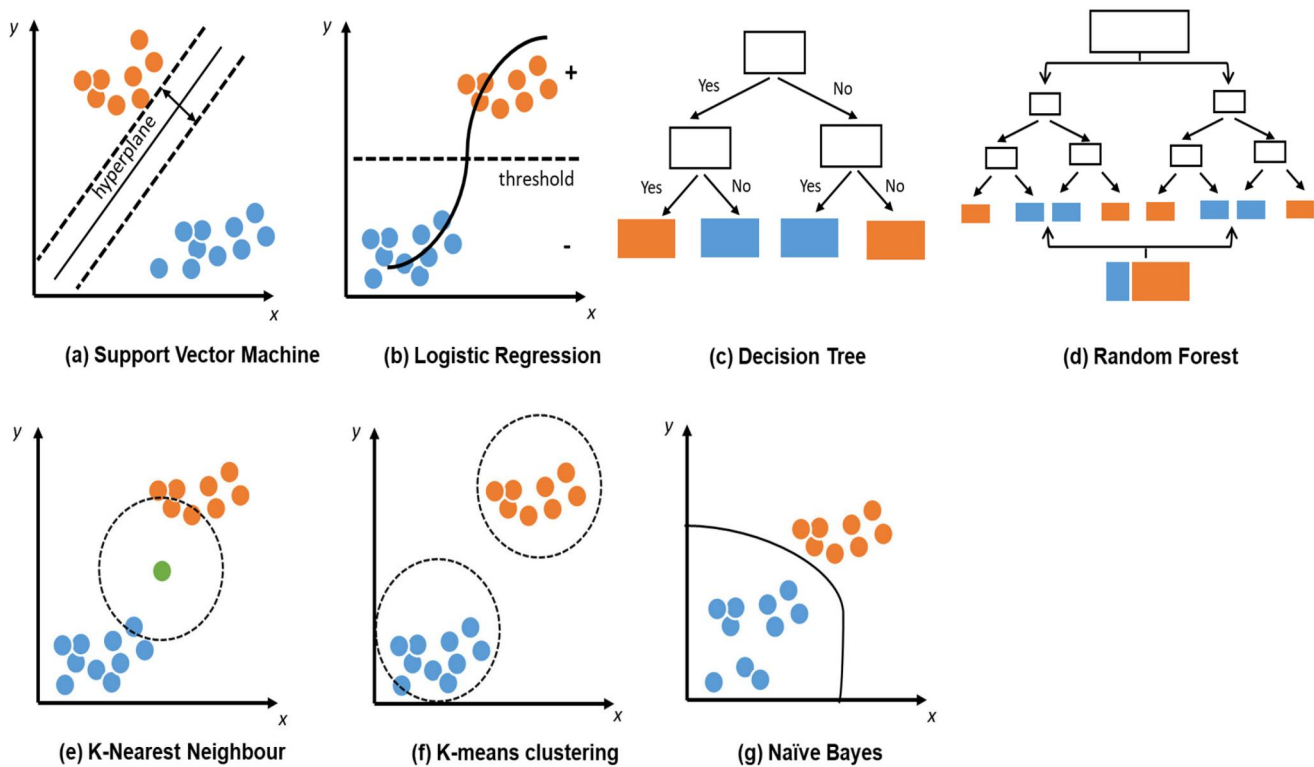 y
hyperplane
x
(a) Support Vector Machine
y
+
threshold
-
x
(b) Logistic Regression
Yes
No
Yes
No
Yes
No
(c) Decision Tree
(d) Random Forest
y
x
(e) K-Nearest Neighbour
y
x
(f) K-means clustering
y
x
(g) Naïve Bayes